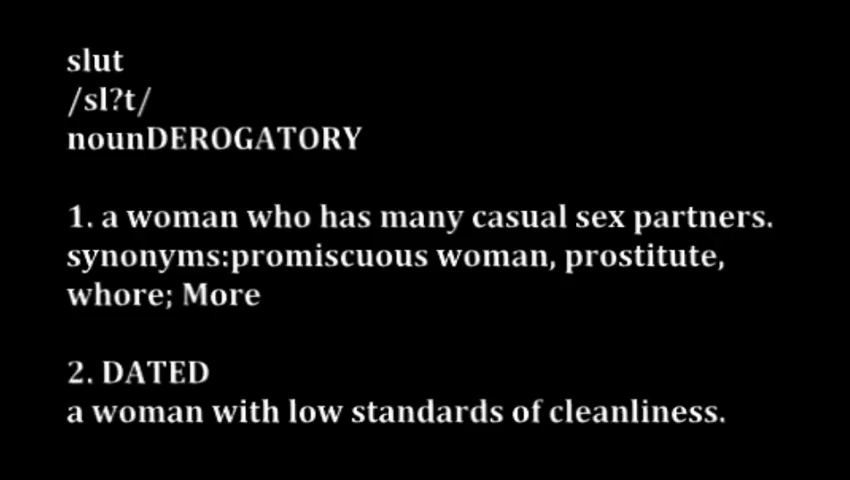 slut
/sl?t/
nounDEROGATORY
1. a woman who has many casual sex partners.
synonyms:promiscuous woman, prostitute,
whore; More
2. DATED
a woman with low standards of cleanliness.